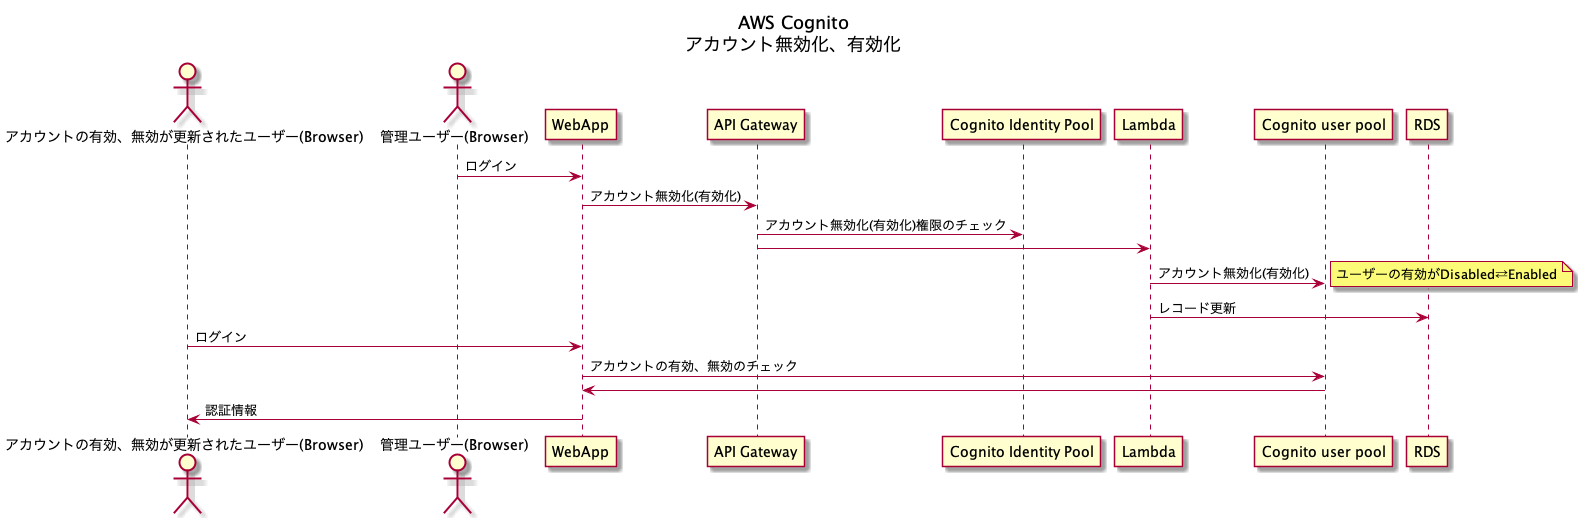 AWS Cognito
アカウント無効化、有効化
アカウントの有効、無効が更新されたユーザー(Browser)
管理ユーザー(Browser)
WebApp
API Gateway
Cognito Identity Pool
Lambda
Cognito user pool
RDS
ログイン
アカウント無効化(有効化)
アカウント無効化(有効化)権限のチェック
アカウント無効化(有効化)
ユーザーの有効がDisabled⇄Enabled
レコード更新
ログイン
アカウントの有効、無効のチェック
認証情報
アカウントの有効、無効が更新されたユーザー(Browser)
管理ユーザー(Browser)
WebApp
API Gateway
Cognito Identity Pool
Lambda
Cognito user pool
RDS